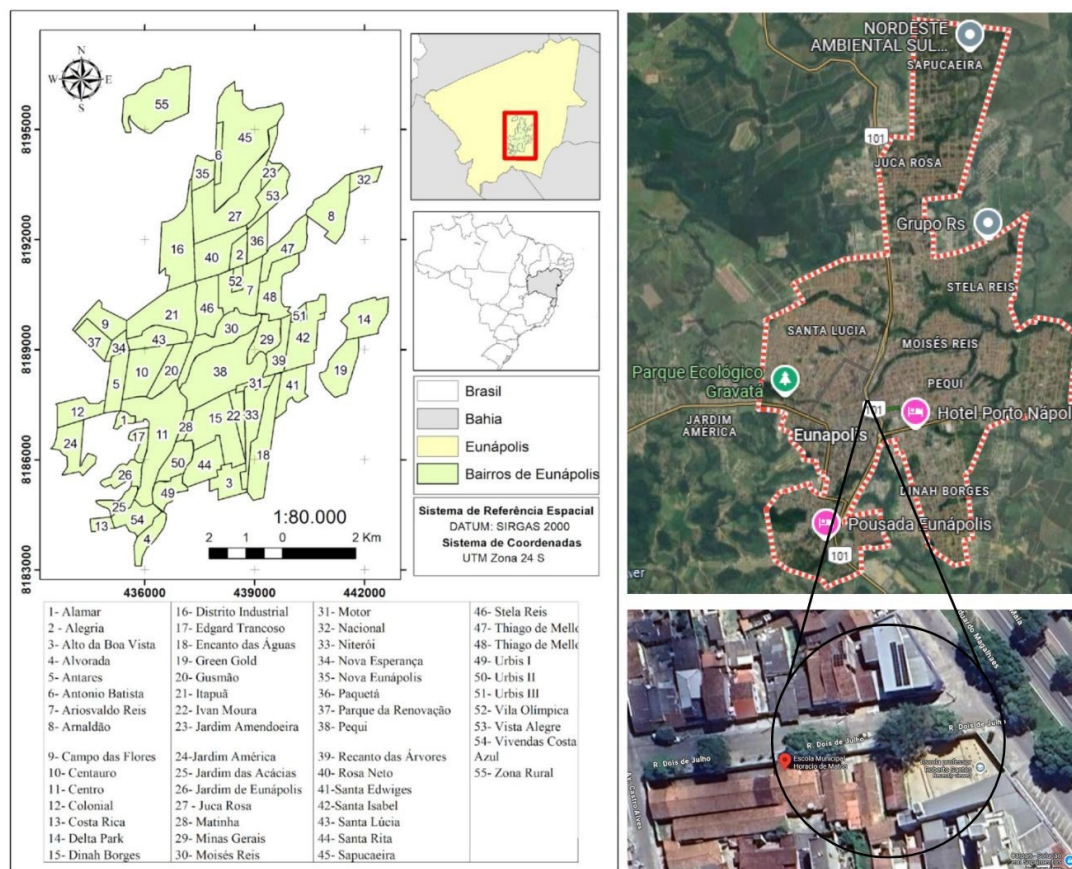 N
W
E
S
8195000
8192000
8189000
8186000
8183000
436000
439000
442000
55
45
6
35
23
53
32
8
27
36
16
40
2
47
52
7
46
48
21
9
37
43
34
30
51
29
42
14
10
20
38
39
19
5
31
41
12
1
15
22
33
28
24
17
11
50
44
18
26
49
3
25
13
54
4
1:80.000
2 1 0 2 Km
Brasil
Bahia
Eunápolis
Bairros de Eunápolis
Sistema de Referência Espacial
DATUM: SIRGAS 2000
Sistema de Coordenadas
UTM Zona 24 S
1- Alamar
2 - Alegria
3- Alto da Boa Vista
4- Alvorada
5- Antares
6- Antonio Batista
7- Ariosvaldo Reis
8- Arnaldão
9- Campo das Flores
10- Centauro
11- Centro
12- Colonial
13- Costa Rica
14- Delta Park
15- Dinah Borges
16- Distrito Industrial
17- Edgard Trancoso
18- Encanto das Águas
19- Green Gold
20- Gusmão
21- Itapuã
22- Ivan Moura
23- Jardim Amendoeira
24-Jardim América
25- Jardim das Acácias
26- Jardim de Eunápolis
27 - Juca Rosa
28- Matinha
29- Minas Gerais
30- Moisés Reis
31- Motor
32- Nacional
33- Niterói
34- Nova Esperança
35- Nova Eunápolis
36- Paquetá
37- Parque da Renovação
38- Pequi
39- Recanto das Árvores
40- Rosa Neto
41-Santa Edwiges
42-Santa Isabel
43- Santa Lúcia
44- Santa Rita
45- Sapucaeira
46- Stela Reis
47- Thiago de Mello
48- Thiago de Mello
49- Urbis I
50- Urbis II
51- Urbis III
52- Vila Olímpica
53- Vista Alegre
54- Vivendas Costa
Azul
55- Zona Rural
NORDESTE
AMBIENTAL SUL...
SAPUCAEIRA
101
JUCA ROSA
Grupo Rs
STELA REIS
SANTA LUCIA
MOISÉS REIS
Parque Ecológico
Gravatá
PEQUI
101
Hotel Porto Nápol
JARDIM
AMERICA
Eunapolis
DINAH BORGES
Pousada Eunápolis
101
ver
R. Dois de Julho
R. Dois de Julho
R. Dois de Julh
Escola Municipal
Horácio de Matos
Av. Castro Alves